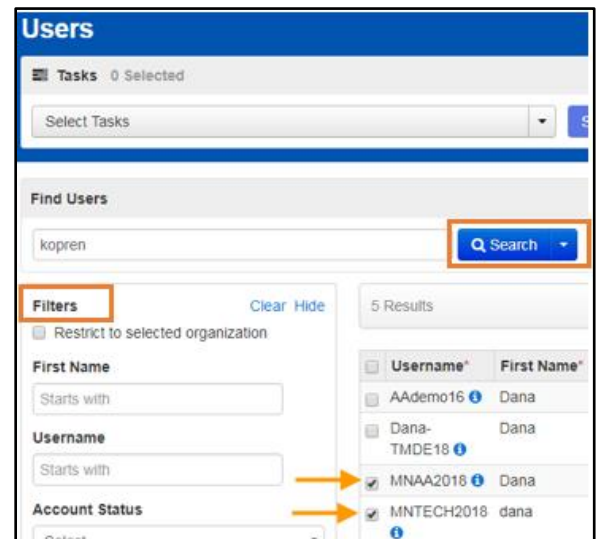 Users
Tasks 0 Selected
Select Tasks
Find Users
kopren
Search
Filters Clear Hide
Restrict to selected organization
First Name
Starts with
Username
Starts with
Account Status
5 Results
Username* First Name*
AAdemo16 Dana
Dana- Dana
TMDE18
MNAA2018 Dana
MNTECH2018 dana